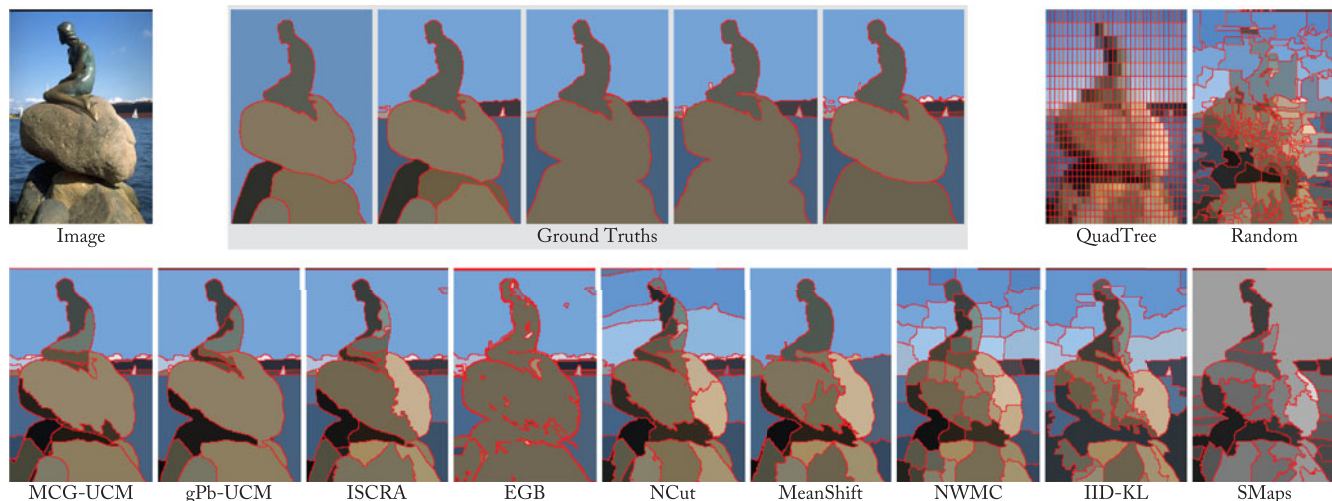 Image
Ground Truths
QuadTree
Random
MCG-UCM
gPb-UCM
ISCRA
EGB
NCut
MeanShift
NWMC
IID-KL
SMaps